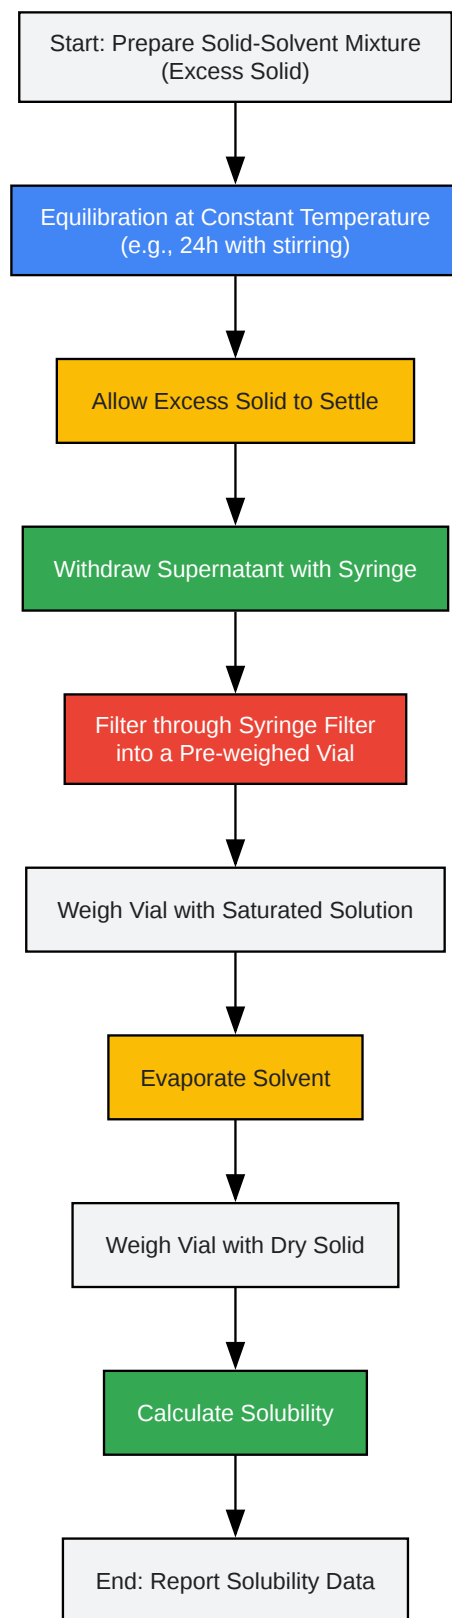 Start: Prepare Solid-Solvent Mixture
(Excess Solid)
Equilibration at Constant Temperature
(e.g., 24h with stirring)
Allow Excess Solid to Settle
Withdraw Supernatant with Syringe
Filter through Syringe Filter
into a Pre-weighed Vial
Weigh Vial with Saturated Solution
Evaporate Solvent
Weigh Vial with Dry Solid
Calculate Solubility
End: Report Solubility Data